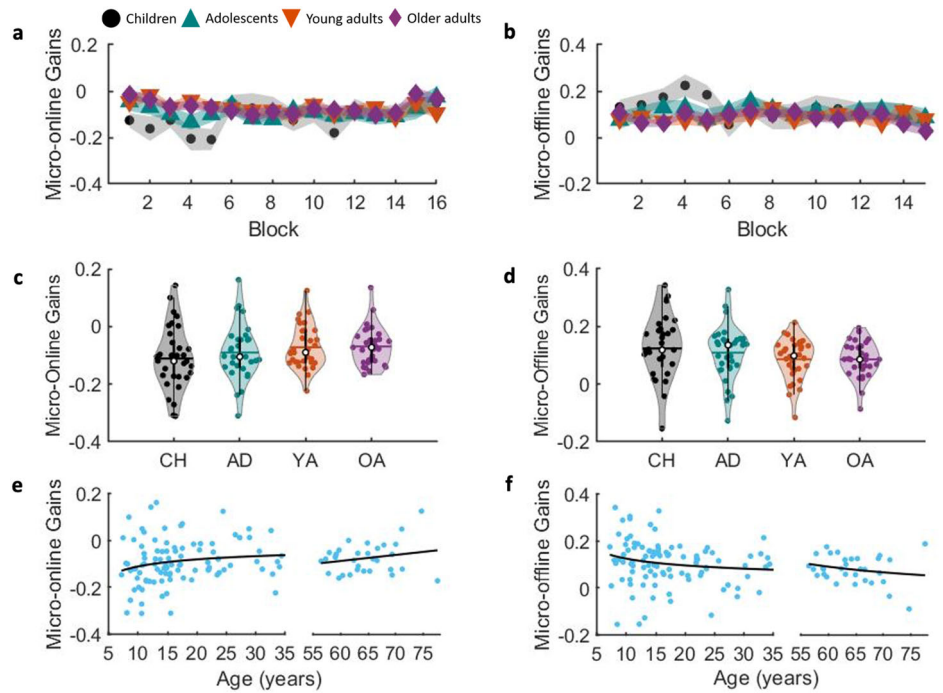 Children Adolescents Young adults Older adults
a
Micro-online Gains
0.2
0
-0.2
-0.4
2 4 6 8 10 12 14 16
Block
b
Micro-offline Gains
0.4
0.2
0
-0.2
2 4 6 8 10 12 14
Block
c
Micro-Online Gains
0.2
0
-0.2
-0.4
CH AD YA OA
d
Micro-Offline Gains
0.4
0.2
0
-0.2
CH AD YA OA
e
Micro-online Gains
0.2
0
-0.2
-0.4
5 10 15 20 25 30 35 55 60 65 70 75
Age (years)
f
Micro-offline Gains
0.4
0.2
0
-0.2
5 10 15 20 25 30 35 55 60 65 70 75
Age (years)